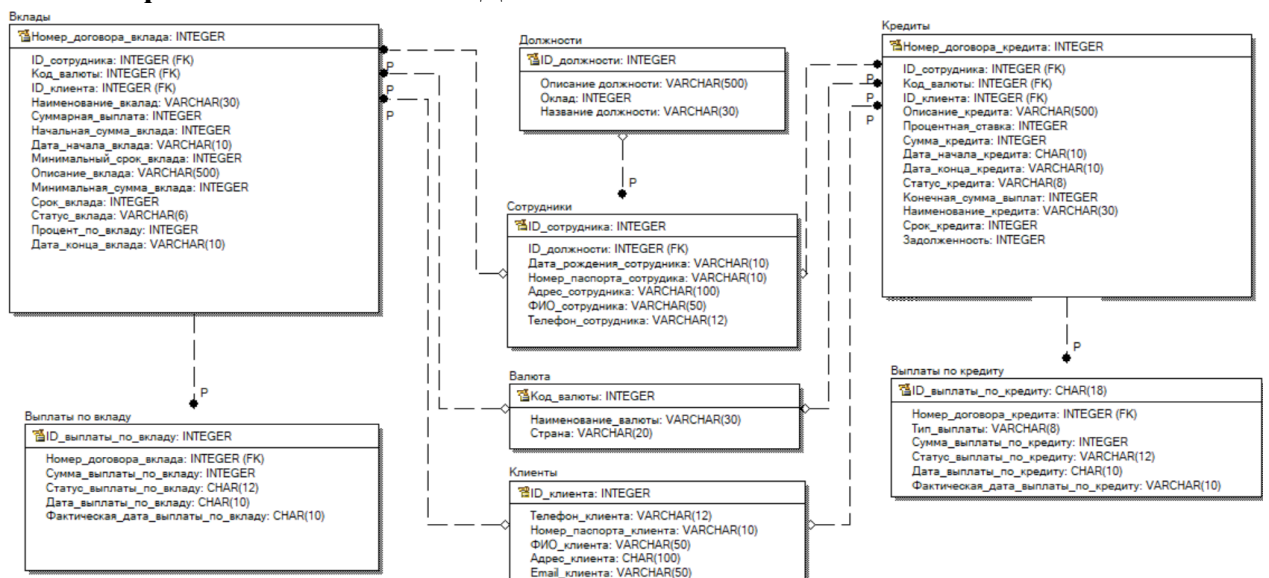 Вклады
Номер_договора_вклада: INTEGER
ID_сотрудника: INTEGER (FK)
Код_валюты: INTEGER (FK)
ID_клиента: INTEGER (FK)
Наименование_вкалад: VARCHAR(30)
Суммарная_выплата: INTEGER
Начальная_сумма_вклада: INTEGER
Дата_начала_вклада: VARCHAR(10)
Минимальный_срок_вклада: INTEGER
Описание_вклада: VARCHAR(500)
Минимальная_сумма_вклада: INTEGER
Срок_вклада: INTEGER
Статус_вклада: VARCHAR(6)
Процент_по_вкладу: INTEGER
Дата_конца_вклада: VARCHAR(10)
P
P
P
Должности
ID_должности: INTEGER
Описание должности: VARCHAR(500)
Оклад: INTEGER
Название должности: VARCHAR(30)
P
Кредиты
Номер_договора_кредита: INTEGER
ID_сотрудника: INTEGER (FK)
Код_валюты: INTEGER (FK)
ID_клиента: INTEGER (FK)
Описание_кредита: VARCHAR(500)
Процентная_ставка: INTEGER
Сумма_кредита: INTEGER
Дата_начала_кредита: CHAR(10)
Дата_конца_кредита: VARCHAR(10)
Статус_кредита: VARCHAR(8)
Конечная_сумма_выплат: INTEGER
Наименование_кредита: VARCHAR(30)
Срок_кредита: INTEGER
Задолженность: INTEGER
P
P
P
Сотрудники
ID_сотрудника: INTEGER
ID_должности: INTEGER (FK)
Дата_рождения_сотрудника: VARCHAR(10)
Номер_паспорта_сотрудика: VARCHAR(10)
Адрес_сотрудника: VARCHAR(100)
ФИО_сотрудника: VARCHAR(50)
Телефон_сотрудника: VARCHAR(12)
Валюта
Код_валюты: INTEGER
Наименование_валюты: VARCHAR(30)
Страна: VARCHAR(20)
P
Выплаты по кредиту
ID_выплаты_по_кредиту: CHAR(18)
Номер_договора_кредита: INTEGER (FK)
Тип_выплаты: VARCHAR(8)
Сумма_выплаты_по_кредиту: INTEGER
Статус_выплаты_по_кредиту: VARCHAR(12)
Дата_выплаты_по_кредиту: CHAR(10)
Фактическая_дата_выплаты_по_кредиту: VARCHAR(10)
P
Выплаты по вкладу
ID_выплаты_по_вкладу: INTEGER
Номер_договора_вклада: INTEGER (FK)
Сумма_выплаты_по_вкладу: INTEGER
Статус_выплаты_по_вкладу: CHAR(12)
Дата_выплаты_по_вкладу: CHAR(10)
Фактическая_дата_выплаты_по_вкладу: CHAR(10)
Клиенты
ID_клиента: INTEGER
Телефон_клиента: VARCHAR(12)
Номер_паспорта_клиента: VARCHAR(10)
ФИО_клиента: VARCHAR(50)
Адрес_клиента: CHAR(100)
Email_клиента: VARCHAR(50)